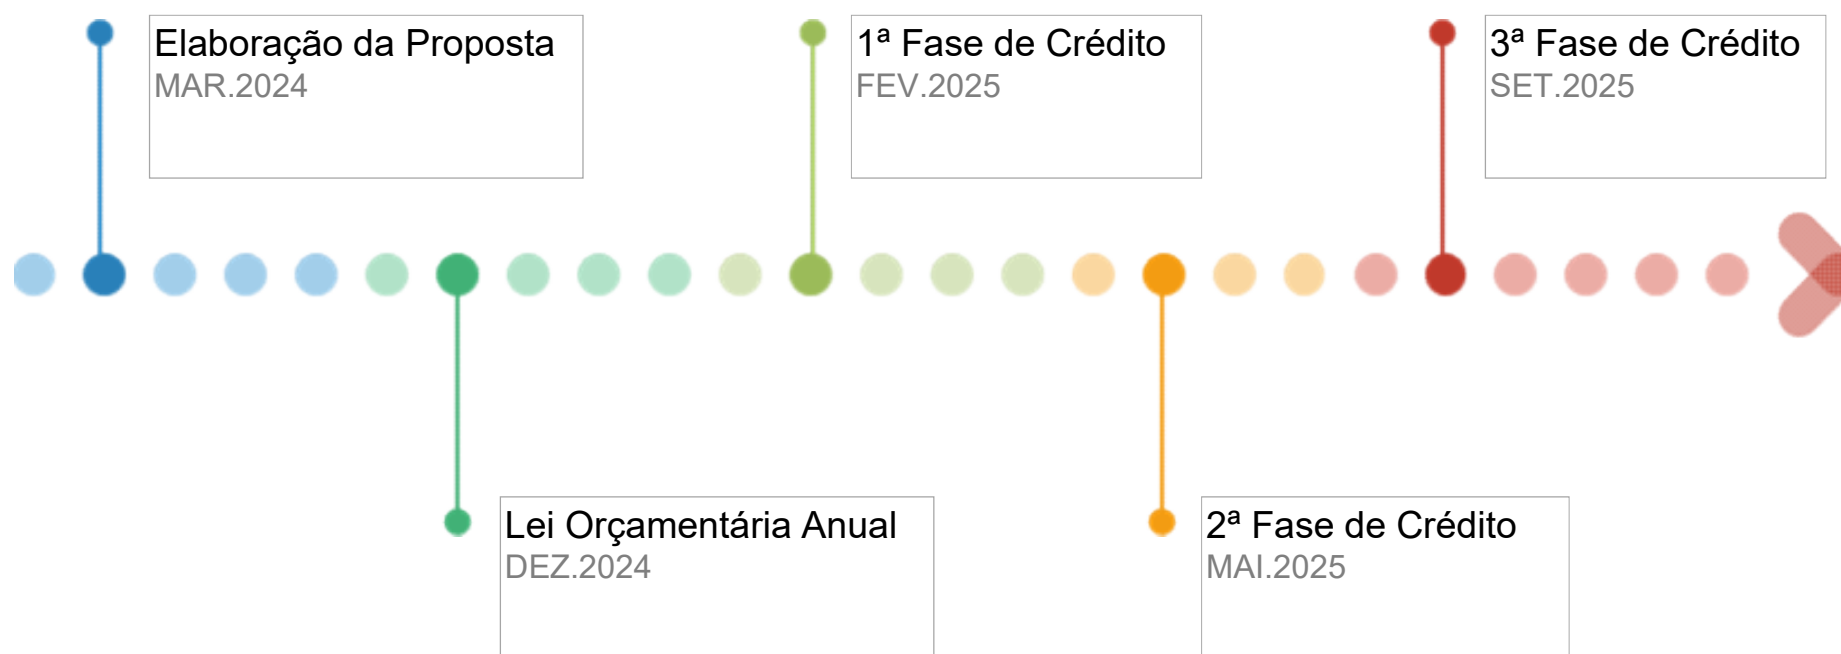 Elaboração da Proposta
MAR.2024
1ª Fase de Crédito
FEV.2025
3ª Fase de Crédito
SET.2025
Lei Orçamentária Anual
DEZ.2024
2ª Fase de Crédito
MAI.2025